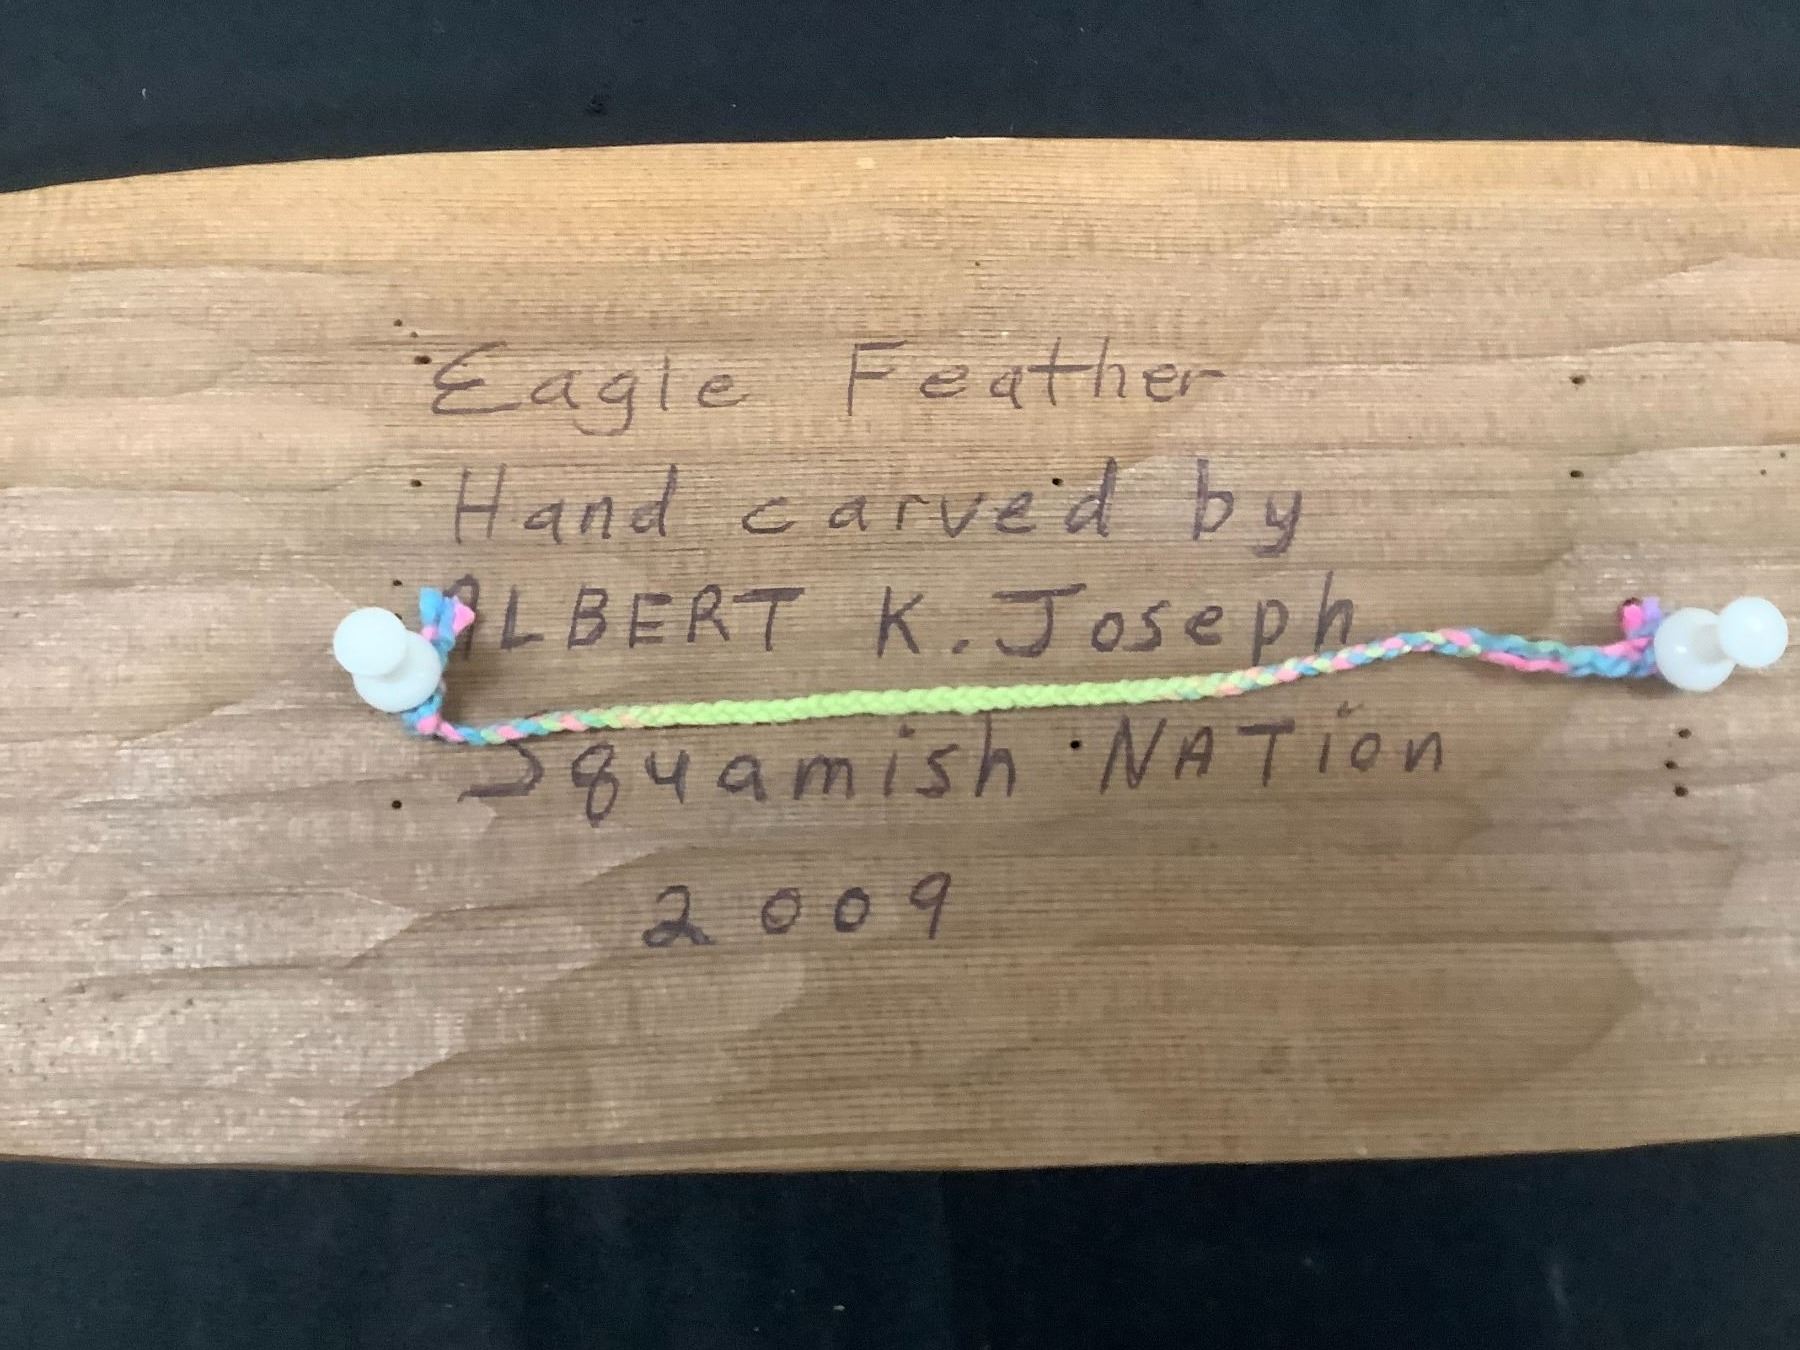 Eagle Feather
Hand carved by
ALBERT K. Joseph
Squamish NATion
2009